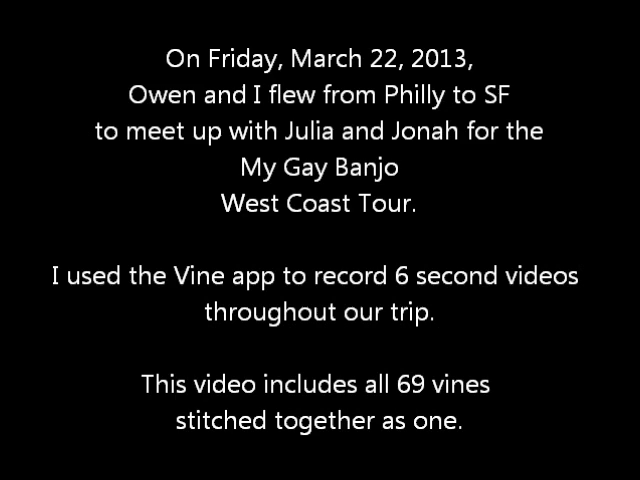 On Friday, March 22, 2013,
Owen and I flew from Philly to SF
to meet up with Julia and Jonah for the
My Gay Banjo
West Coast Tour.
I used the Vine app to record 6 second videos
throughout our trip.
This video includes all 69 vines
stitched together as one.